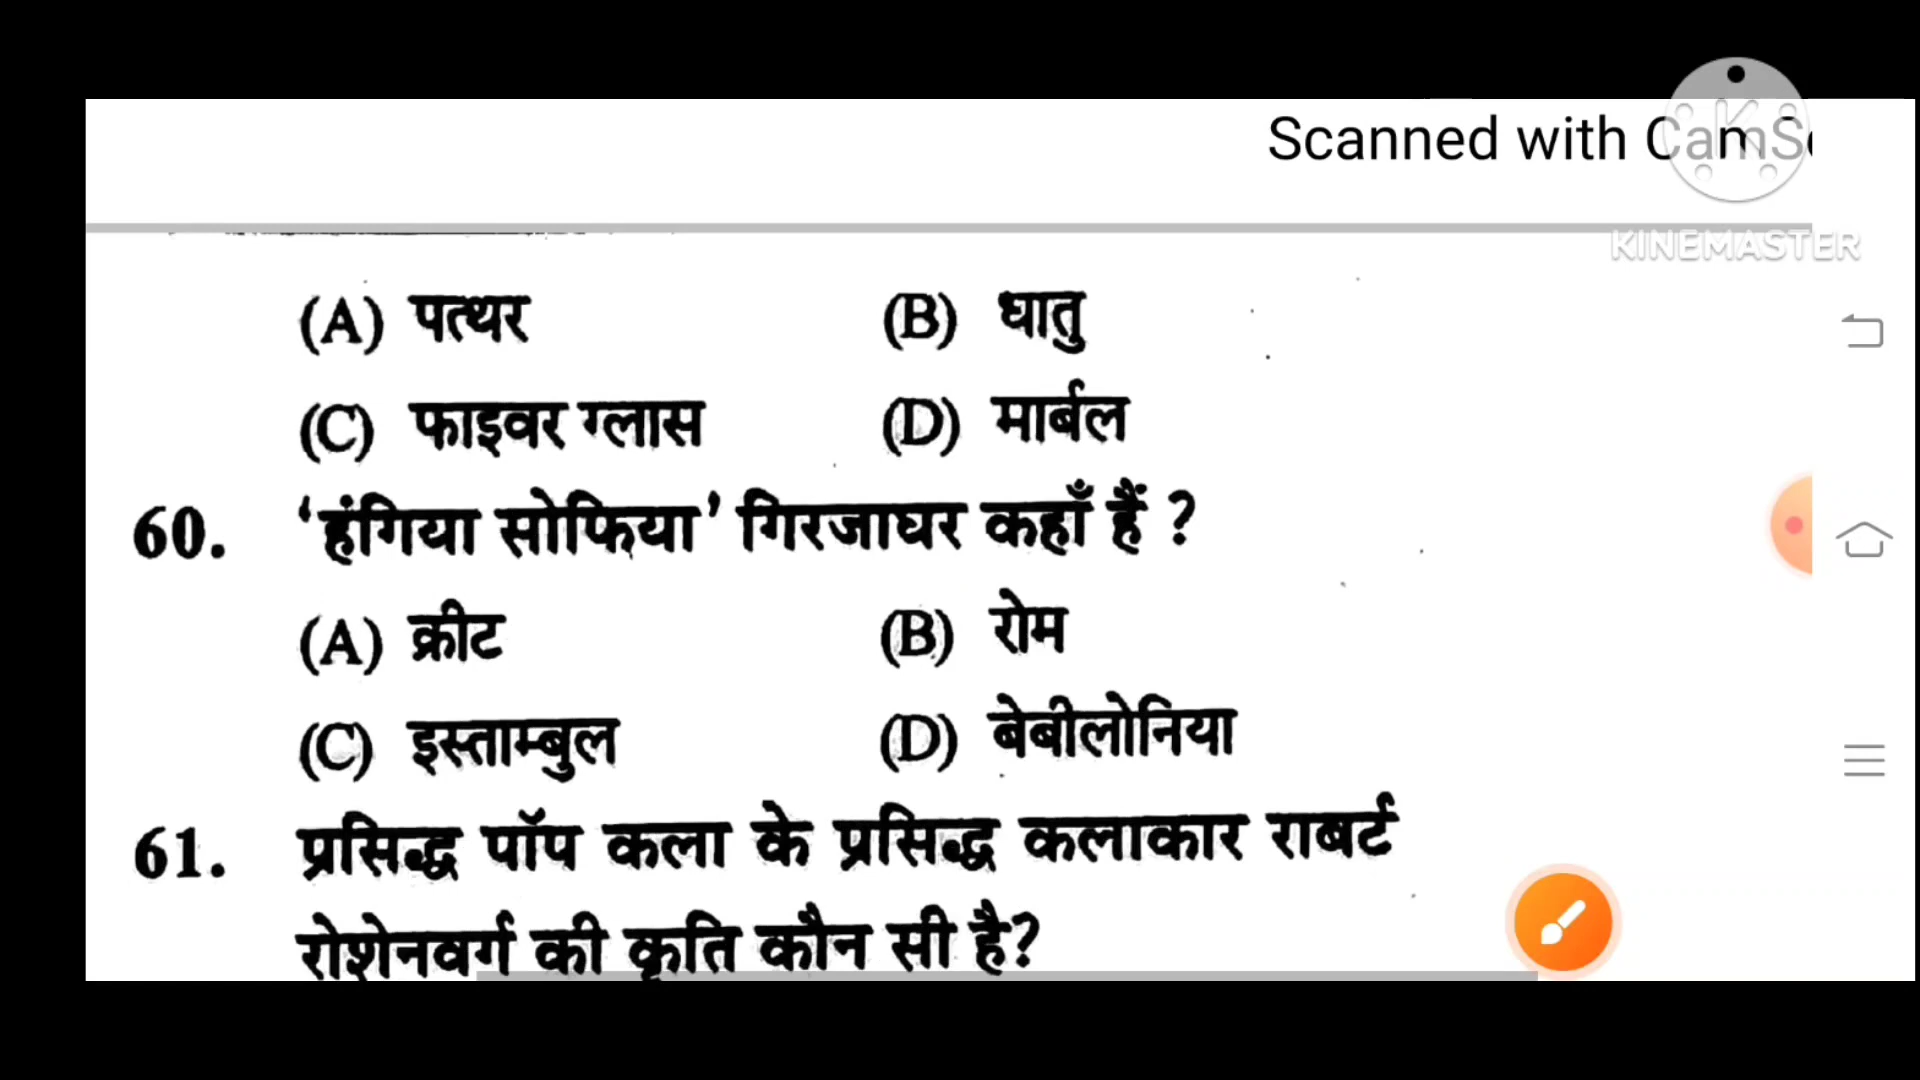 Scanned with CamSc
KINEMASTER
(A) पत्थर (B) धातु
(C) फाइवर ग्लास (D) मार्बल
60. ‘हंगिया सोफिया’ गिरजाघर कहाँ हैं ?
(A) क्रीट (B) रोम
(C) इस्ताम्बुल (D) बेबीलोनिया
61. प्रसिद्ध पॉप कला के प्रसिद्ध कलाकार राबर्ट
रोशेनवर्ग की कृति कौन सी है?